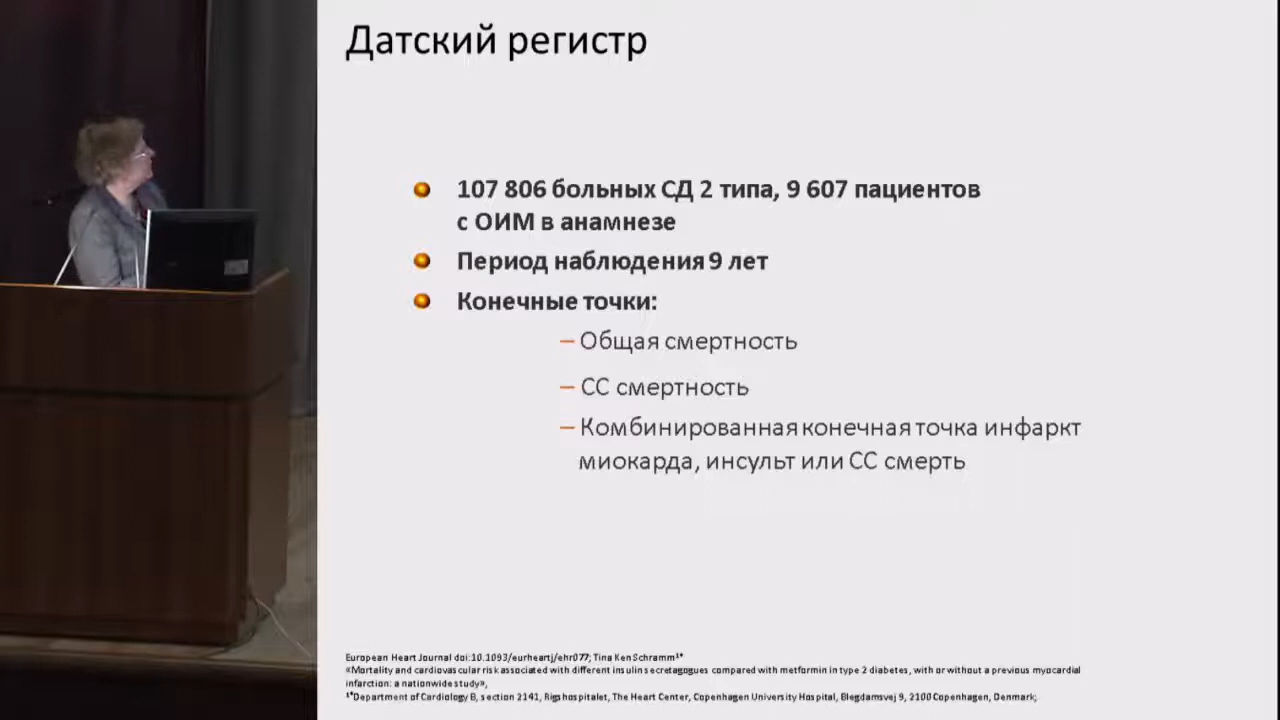 Датский регистр
107 806 больных СД 2 типа, 9 607 пациентов
с ОИМ в анамнезе
Период наблюдения 9 лет
Конечные точки:
– Общая смертность
– СС смертность
– Комбинированная конечная точка инфаркт
миокарда, инсульт или СС смерть
European Heart Journal doi:10.1093/eurheartj/ehr077; Tina Ken Schramm¹*
«Mortality and cardiovascular risk associated with different insulin secretagogues compared with metformin in type 2 diabetes, with or without a previous myocardial
infarction: a nationwide study»,
¹*Department of Cardiology B, section 2141, Rigshospitalet, The Heart Center, Copenhagen University Hospital, Blegdamsvej 9, 2100 Copenhagen, Denmark;